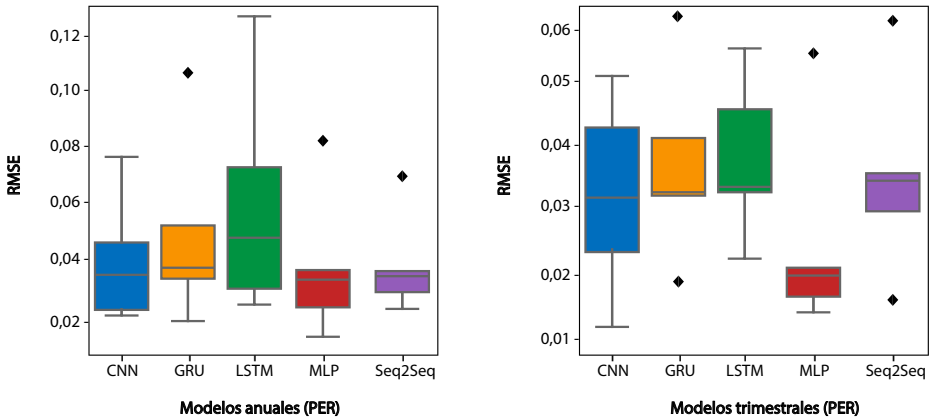 0,12
0,10
0,08
0,06
0,04
0,02
RMSE
CNN GRU LSTM MLP Seq2Seq
Modelos anuales (PER)
0,06
0,05
0,04
0,03
0,02
0,01
RMSE
CNN GRU LSTM MLP Seq2Seq
Modelos trimestrales (PER)